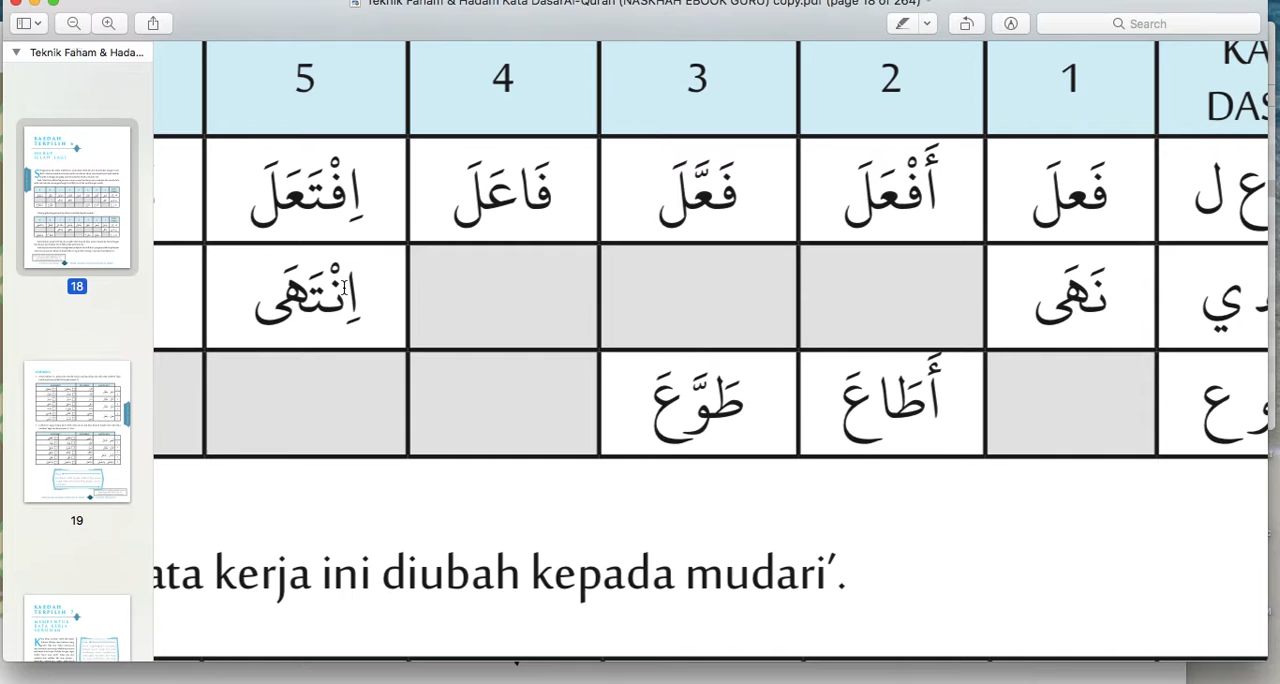 Teknik Faham & Hadam Kata DasarAl-Quran (NASKHAH EBOOK GURU) copy.pdf (page 18 of 264)
Search
Teknik Faham & Hada...
18
19
5 4 3 2 1
اِفْتَعَلَ فَاعَلَ فَعَّلَ أَفْعَلَ فَعلَ ع ل
اِنْتَهَى نَهَى ي
طَوَّعَ أَطَاعَ و ع
ata kerja ini diubah kepada mudari’.